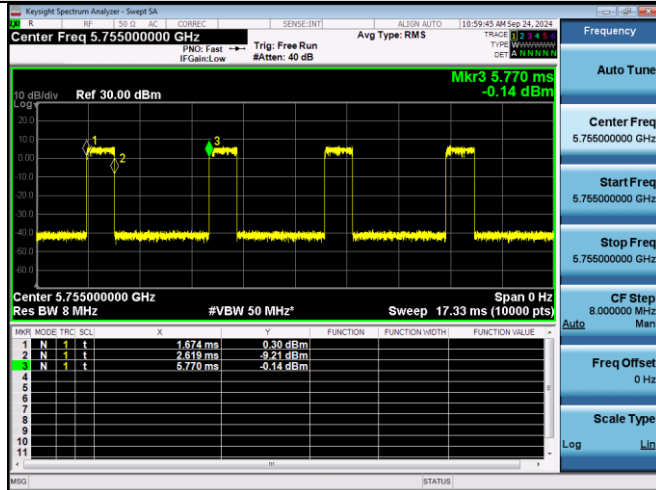 Keysight Spectrum Analyzer - Swept SA
R RF 50 Ω AC CORREC SENSE:INT ALIGN AUTO 10:59:45 AM Sep 24, 2024
Center Freq 5.755000000 GHz
PNO: Fast
IFGain:Low
Trig: Free Run
#Atten: 40 dB
Avg Type: RMS
TRACE 1 2 3 4 5 6
TYPE W
DET A N N N N N
Mkr3 5.770 ms
-0.14 dBm
10 dB/div Ref 30.00 dBm
Log
20.0
10.0
0.00
-10.0
-20.0
-30.0
-40.0
-50.0
-60.0
1
2
3
Center 5.755000000 GHz Span 0 Hz
Res BW 8 MHz #VBW 50 MHz* Sweep 17.33 ms (10000 pts)
MKR MODE TRC SCL X Y FUNCTION FUNCTION WIDTH FUNCTION VALUE
1 N 1 t 1.674 ms 0.30 dBm
2 N 1 t 2.619 ms -9.21 dBm
3 N 1 t 5.770 ms -0.14 dBm
4
5
6
7
8
9
10
11
MSG STATUS
Frequency
Auto Tune
Center Freq
5.755000000 GHz
Start Freq
5.755000000 GHz
Stop Freq
5.755000000 GHz
CF Step
8.000000 MHz
Auto Man
Freq Offset
0 Hz
Scale Type
Log Lin